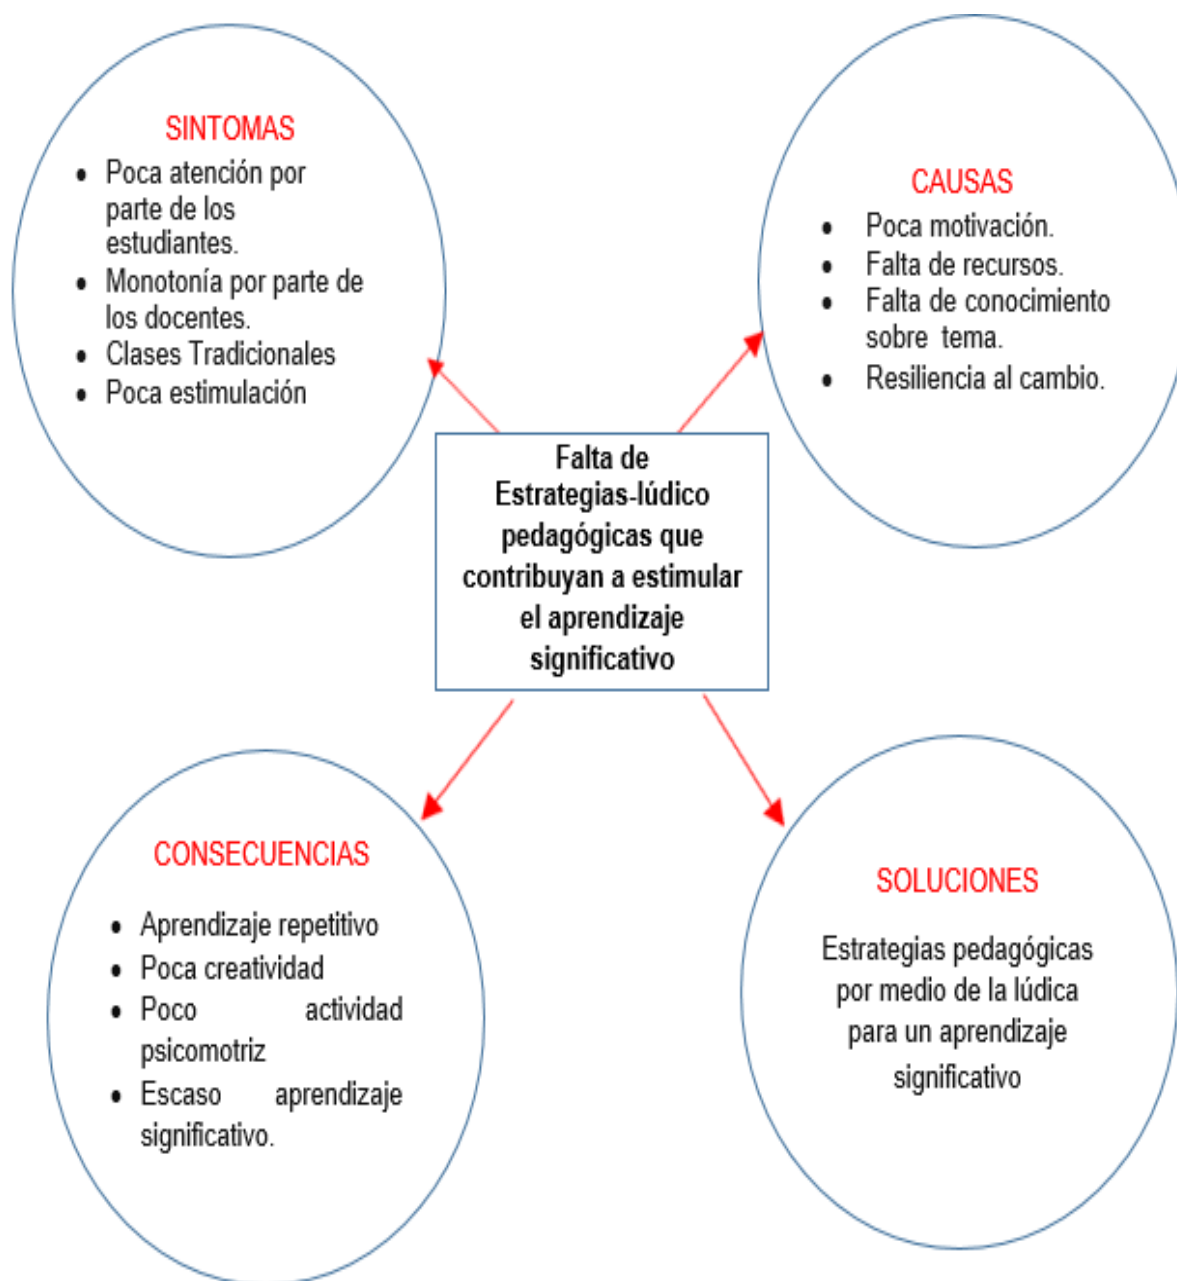 SINTOMAS
• Poca atención por
parte de los
estudiantes.
• Monotonía por parte de
los docentes.
• Clases Tradicionales
• Poca estimulación
CAUSAS
• Poca motivación.
• Falta de recursos.
• Falta de conocimiento
sobre tema.
• Resiliencia al cambio.
Falta de
Estrategias-lúdico
pedagógicas que
contribuyan a estimular
el aprendizaje
significativo
CONSECUENCIAS
• Aprendizaje repetitivo
• Poca creatividad
• Poco actividad
psicomotriz
• Escaso aprendizaje
significativo.
SOLUCIONES
Estrategias pedagógicas
por medio de la lúdica
para un aprendizaje
significativo